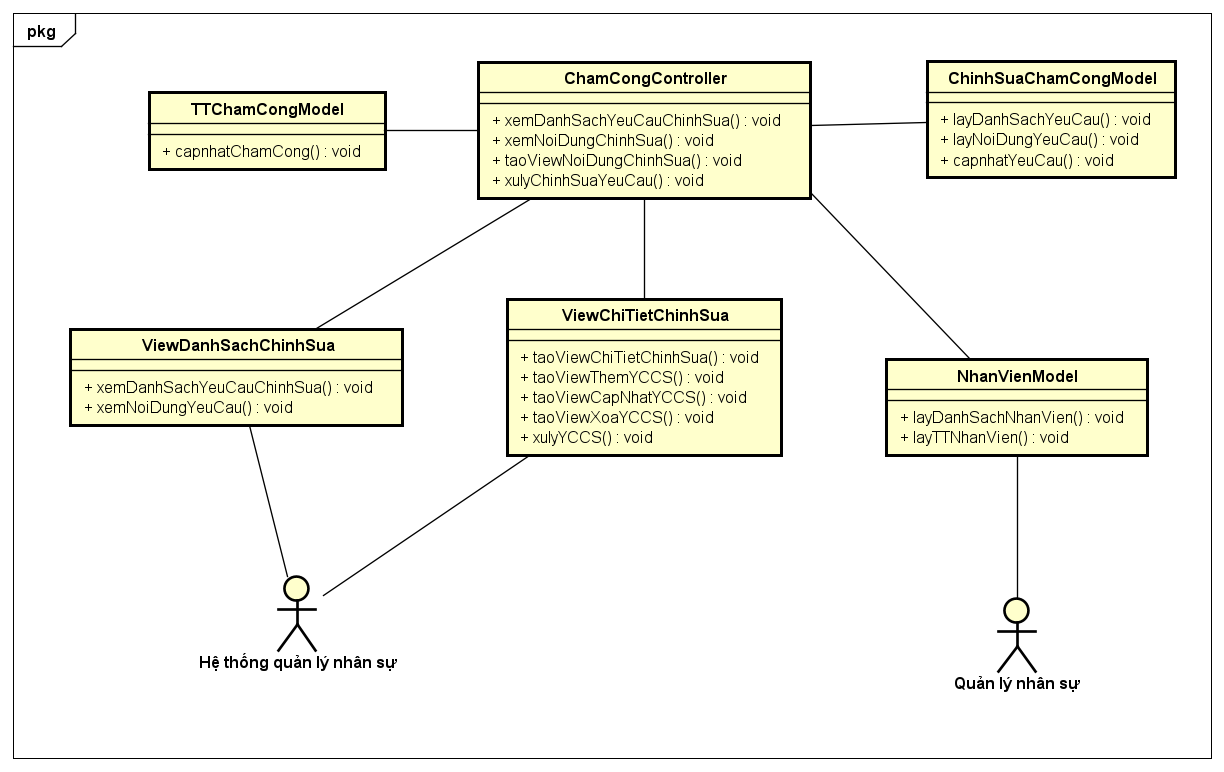 pkg
TTChamCongModel
+ capnhatChamCong() : void
ChamCongController
+ xemDanhSachYeuCauChinhSua() : void
+ xemNoiDungChinhSua() : void
+ taoViewNoiDungChinhSua() : void
+ xulyChinhSuaYeuCau() : void
ChinhSuaChamCongModel
+ layDanhSachYeuCau() : void
+ layNoiDungYeuCau() : void
+ capnhatYeuCau() : void
ViewDanhSachChinhSua
+ xemDanhSachYeuCauChinhSua() : void
+ xemNoiDungYeuCau() : void
ViewChiTietChinhSua
+ taoViewChiTietChinhSua() : void
+ taoViewThemYCCS() : void
+ taoViewCapNhatYCCS() : void
+ taoViewXoaYCCS() : void
+ xulyYCCS() : void
NhanVienModel
+ layDanhSachNhanVien() : void
+ layTTNhanVien() : void
Hệ thống quản lý nhân sự
Quản lý nhân sự